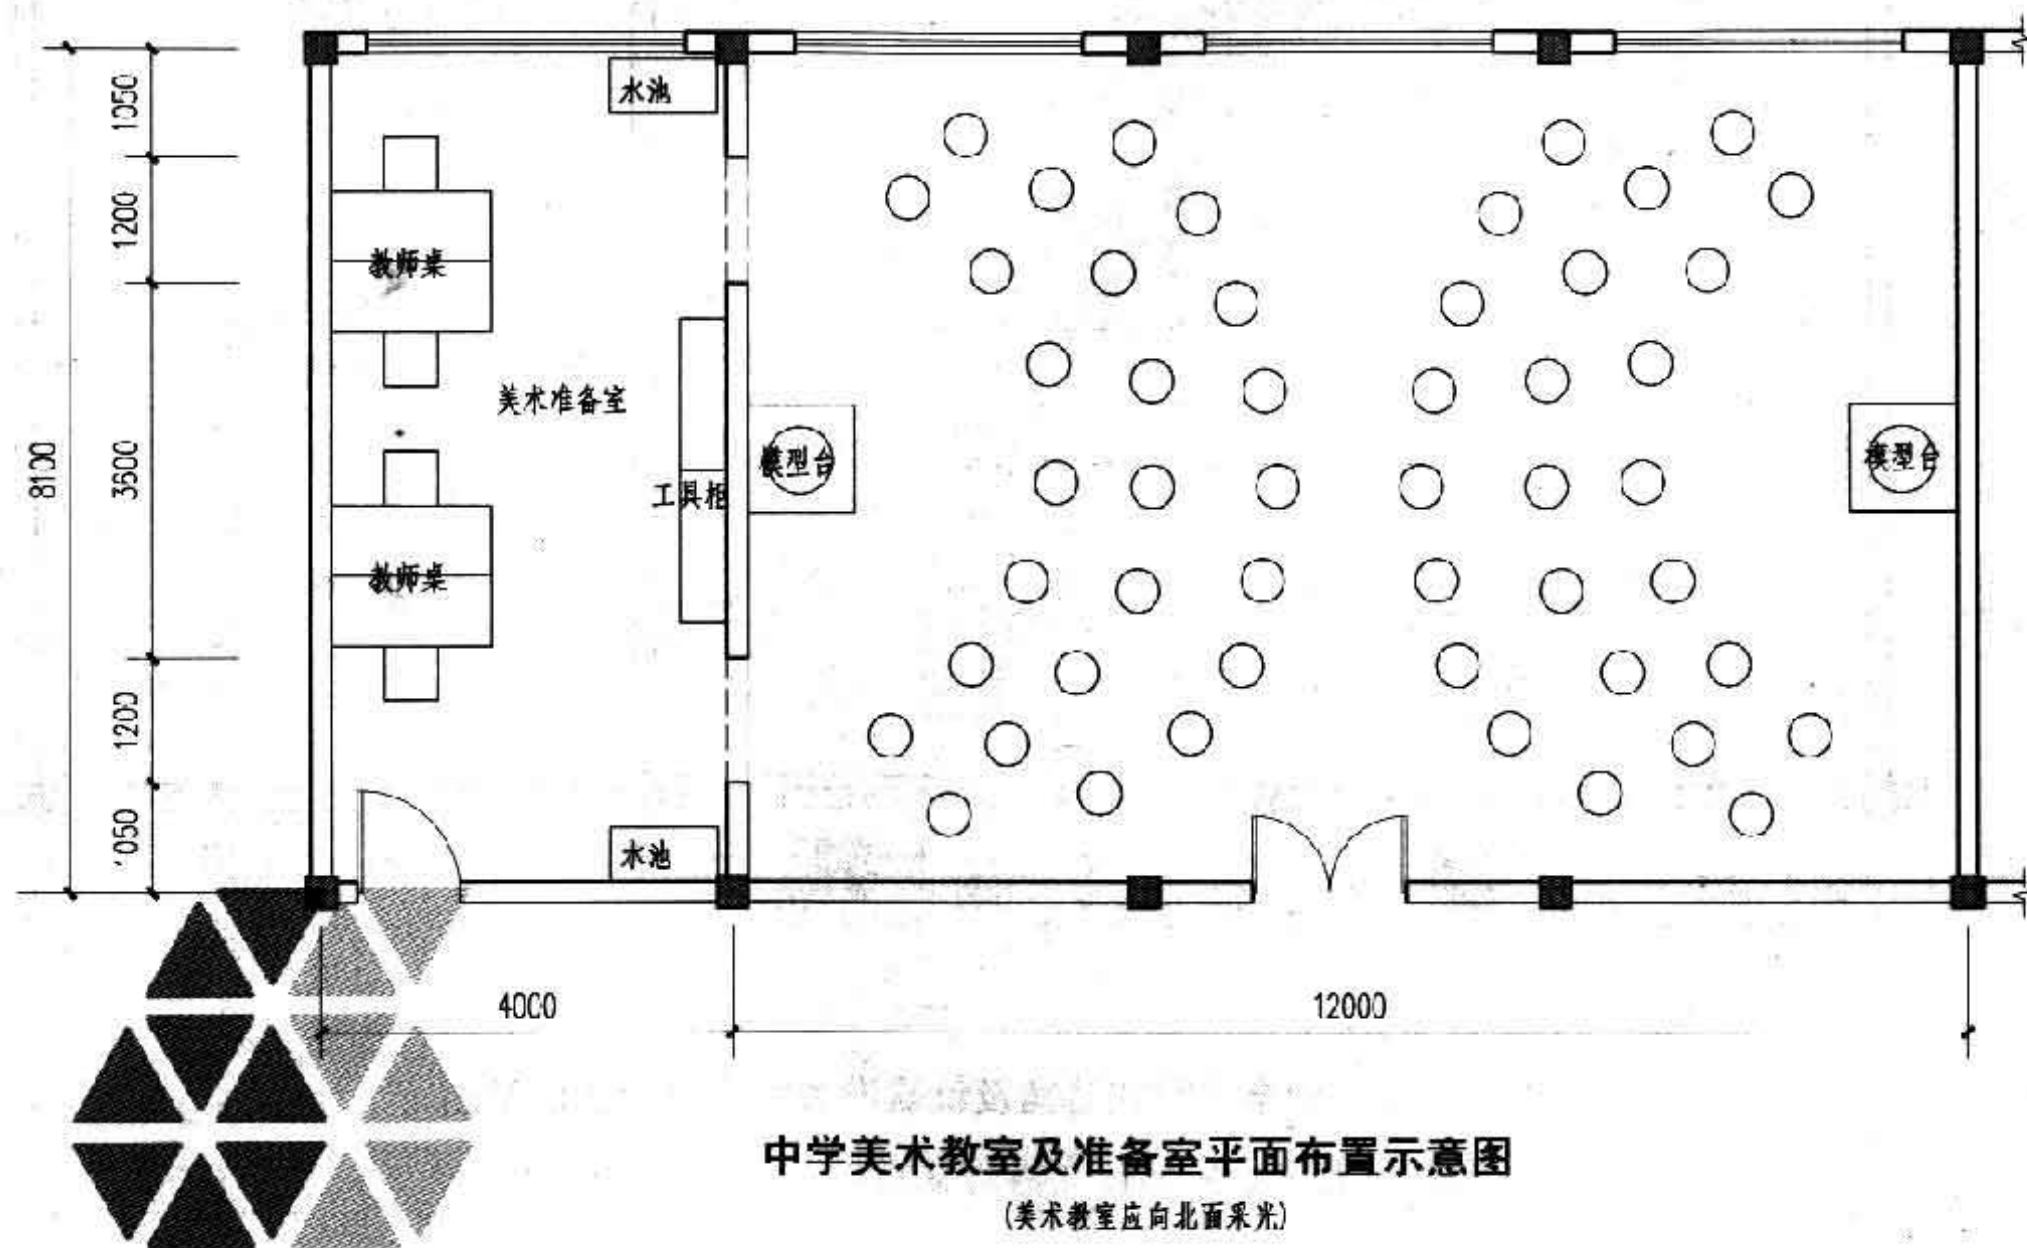 水池
1050
1200
教师桌
美术准备室
8100
3600
模型台
模型台
工具柜
教师桌
1200
1050
水池
4000
12000
中学美术教室及准备室平面布置示意图
(美术教室应向北面采光)